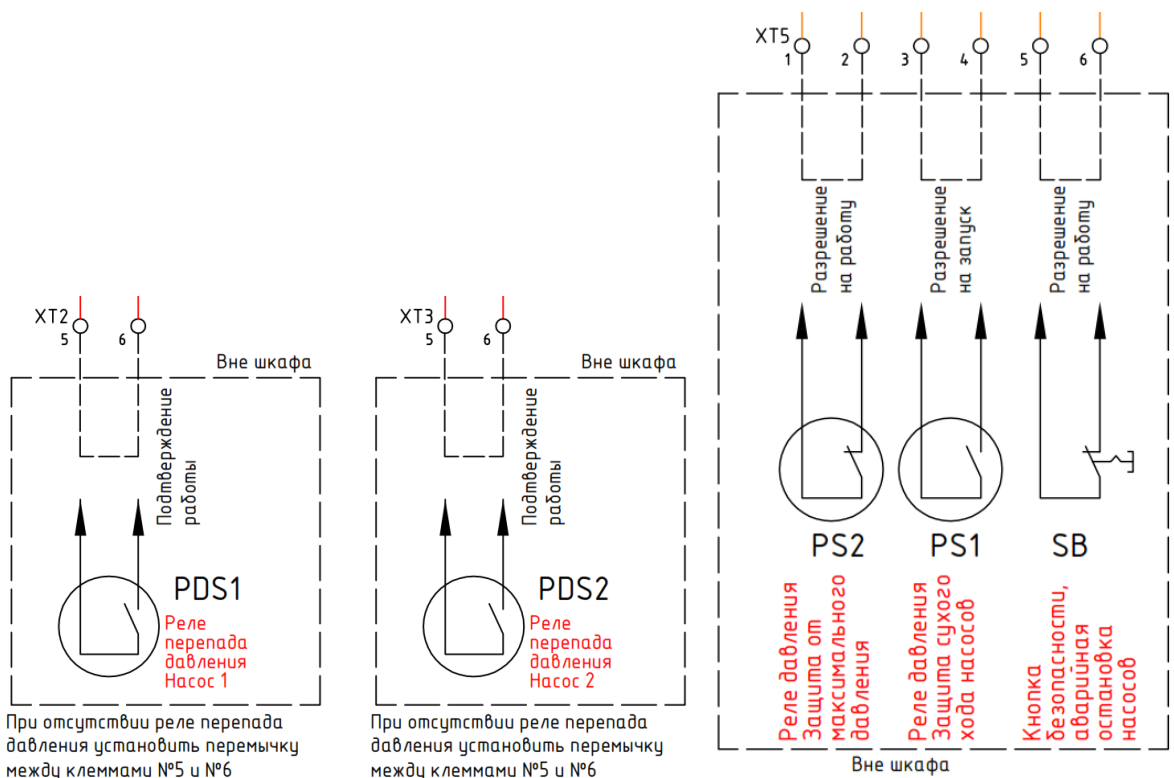 XT5
1
2
3
4
5
6
Разрешение
на работу
Разрешение
на запуск
Разрешение
на работу
XT2
5
6
Вне шкафа
Подтверждение
работы
PDS1
Реле
перепада
давления
Насос 1
При отсутствии реле перепада
давления установить перемычку
между клеммами №5 и №6
XT3
5
6
Вне шкафа
Подтверждение
работы
PDS2
Реле
перепада
давления
Насос 2
При отсутствии реле перепада
давления установить перемычку
между клеммами №5 и №6
PS2
PS1
SB
Реле давления
Защита от
максимального
давления
Реле давления
Защита сухого
хода насосов
Кнопка
безопасности,
аварийная
остановка
насосов
Вне шкафа